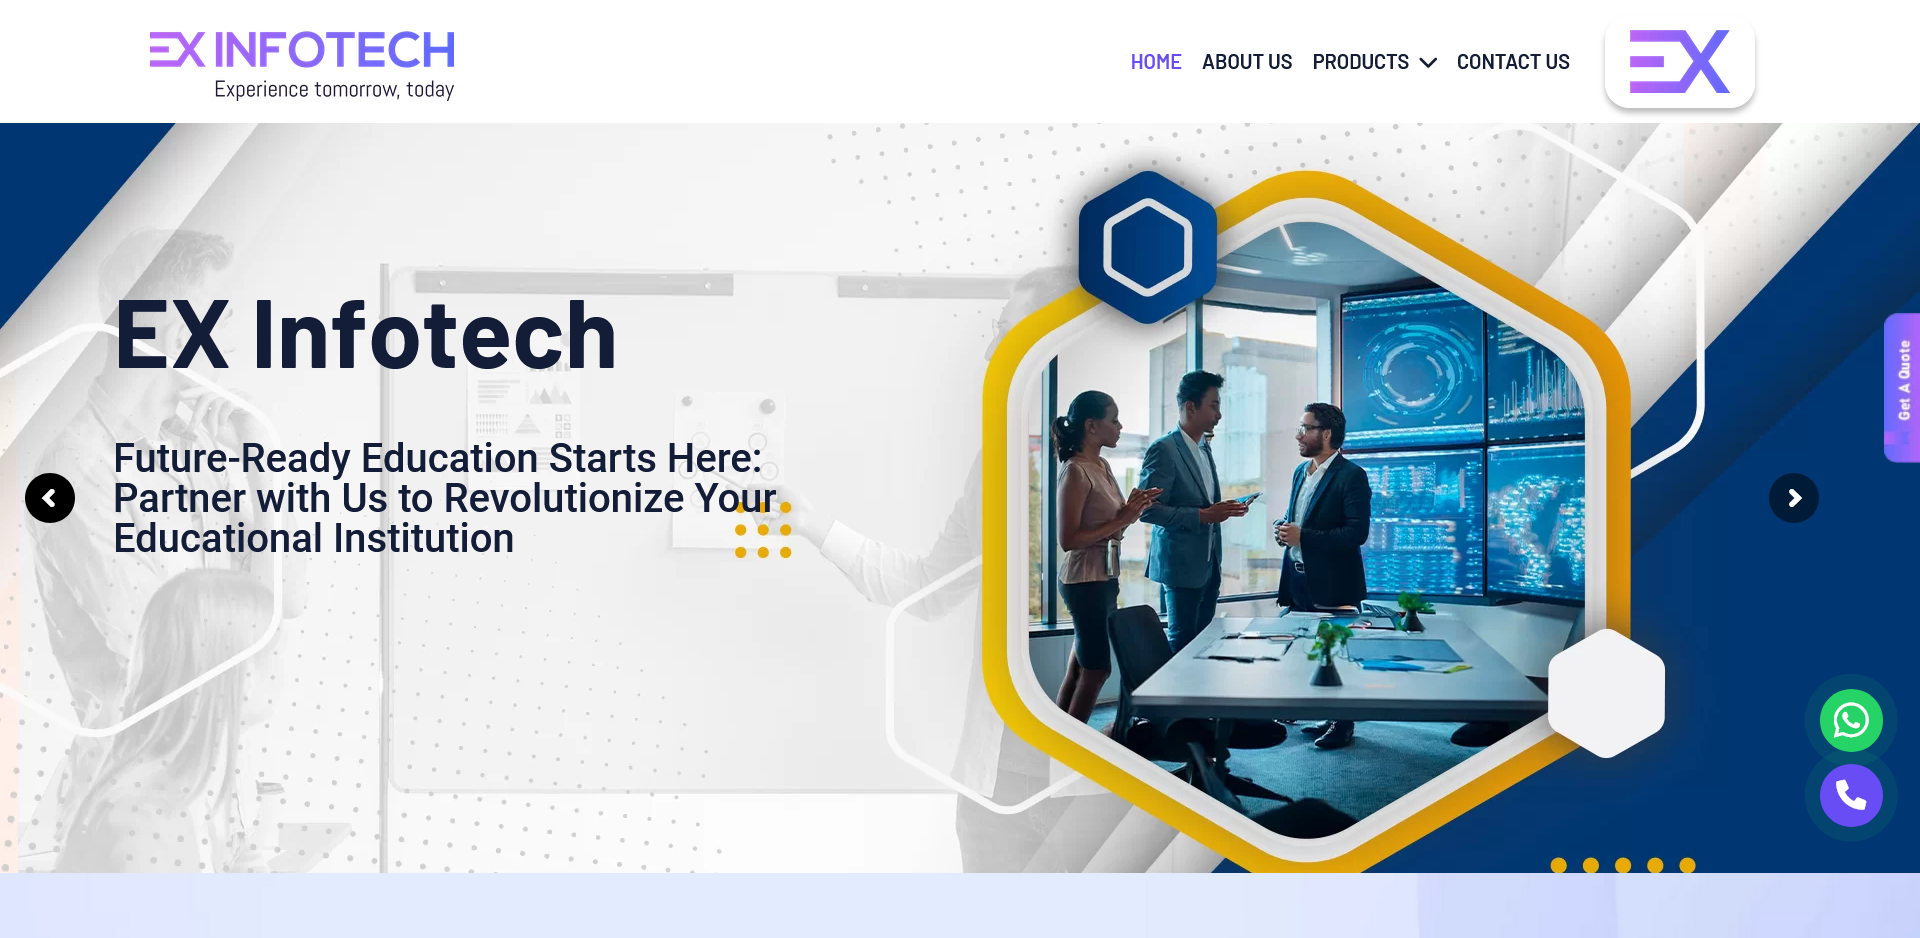 EX INFOTECH
Experience tomorrow, today
HOME ABOUT US PRODUCTS CONTACT US
EX
EX Infotech
Future-Ready Education Starts Here:
Partner with Us to Revolutionize Your
Educational Institution
Get A Quote